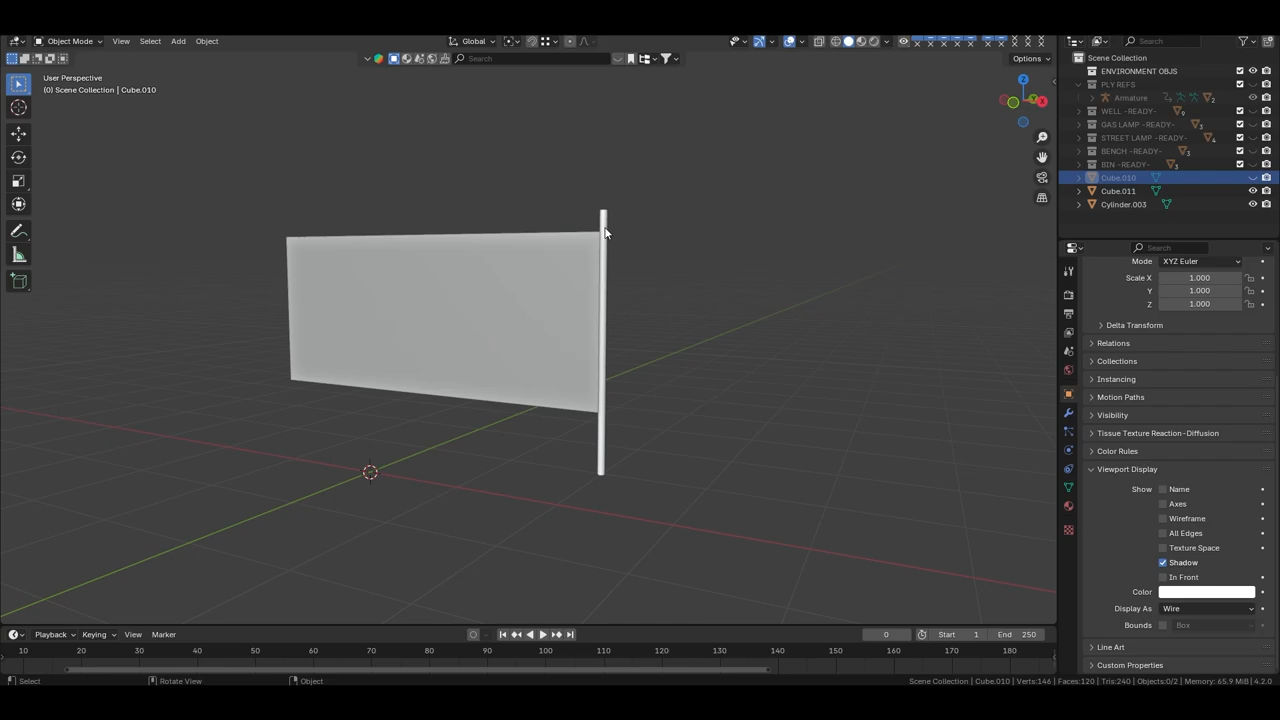 Object Mode View Select Add Object Global Search
Search Options
User Perspective
(0) Scene Collection | Cube.010
Z
Y
X
Scene Collection
ENVIRONMENT OBJS
PLY REFS
Armature 2
WELL -READY- 9
GAS LAMP -READY- 3
STREET LAMP -READY- 4
BENCH -READY- 3
BIN -READY- 3
Cube.010
Cube.011
Cylinder.003
Search
Mode XYZ Euler
Scale X 1.000
Y 1.000
Z 1.000
Delta Transform
Relations
Collections
Instancing
Motion Paths
Visibility
Tissue Texture Reaction-Diffusion
Color Rules
Viewport Display
Show Name
Axes
Wireframe
All Edges
Texture Space
Shadow
In Front
Color
Display As Wire
Bounds Box
Line Art
Custom Properties
Playback Keying View Marker 0 Start 1 End 250
10 20 30 40 50 60 70 80 90 100 110 120 130 140 150 160 170 180
Select Rotate View Object Scene Collection | Cube.010 | Verts:146 | Faces:120 | Tris:240 | Objects:0/2 | Memory: 65.9 MiB | 4.2.0